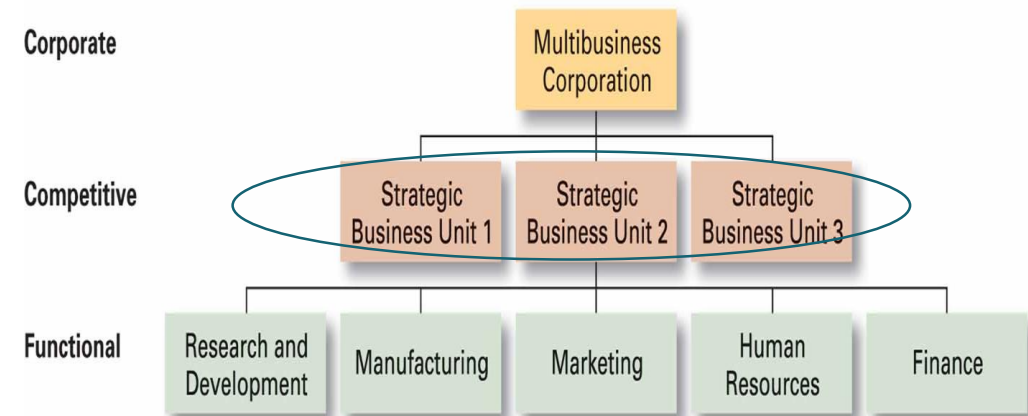 Corporate
Multibusiness
Corporation
Competitive
Strategic
Business Unit 1
Strategic
Business Unit 2
Strategic
Business Unit 3
Functional
Research and
Development
Manufacturing
Marketing
Human
Resources
Finance